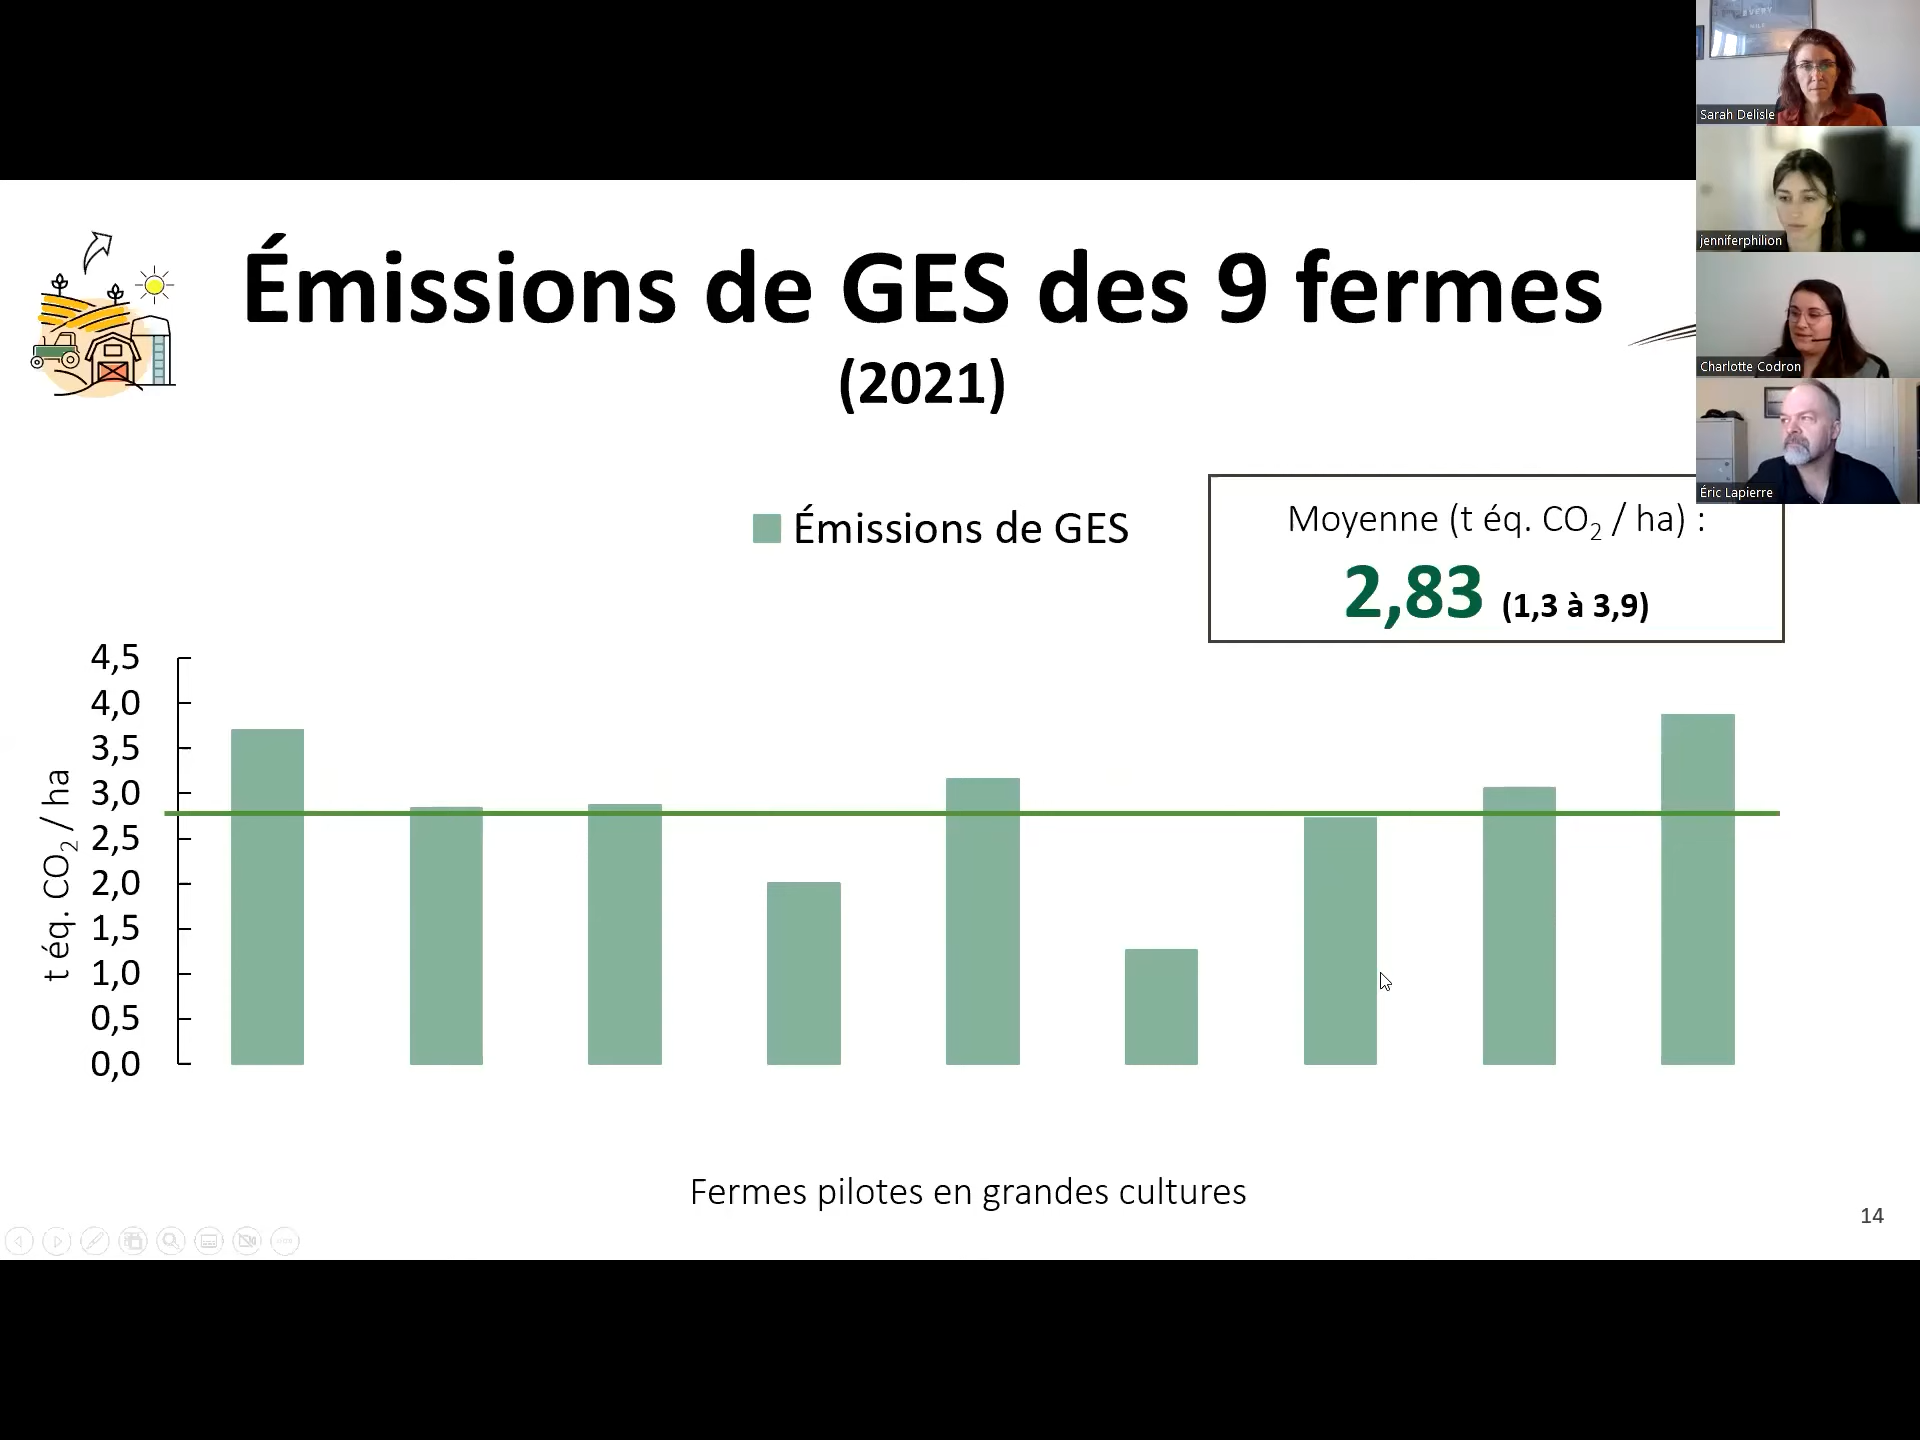 Émissions de GES des 9 fermes
(2021)
Sarah Delisle
jenniferphilion
Charlotte Codron
Éric Lapierre
Émissions de GES
Moyenne (t éq. CO₂ / ha) :
2,83 (1,3 à 3,9)
t éq. CO₂ / ha
4,5
4,0
3,5
3,0
2,5
2,0
1,5
1,0
0,5
0,0
Fermes pilotes en grandes cultures
14